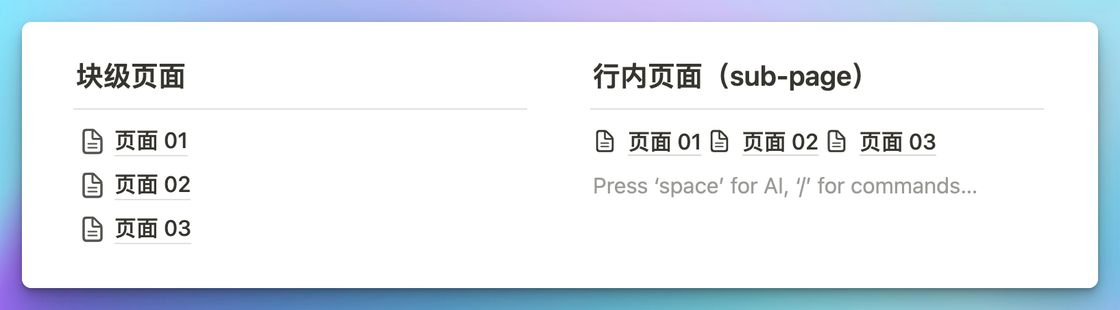 块级页面
页面 01
页面 02
页面 03
行内页面（sub-page）
页面 01 页面 02 页面 03
Press ‘space’ for AI, ‘/’ for commands…